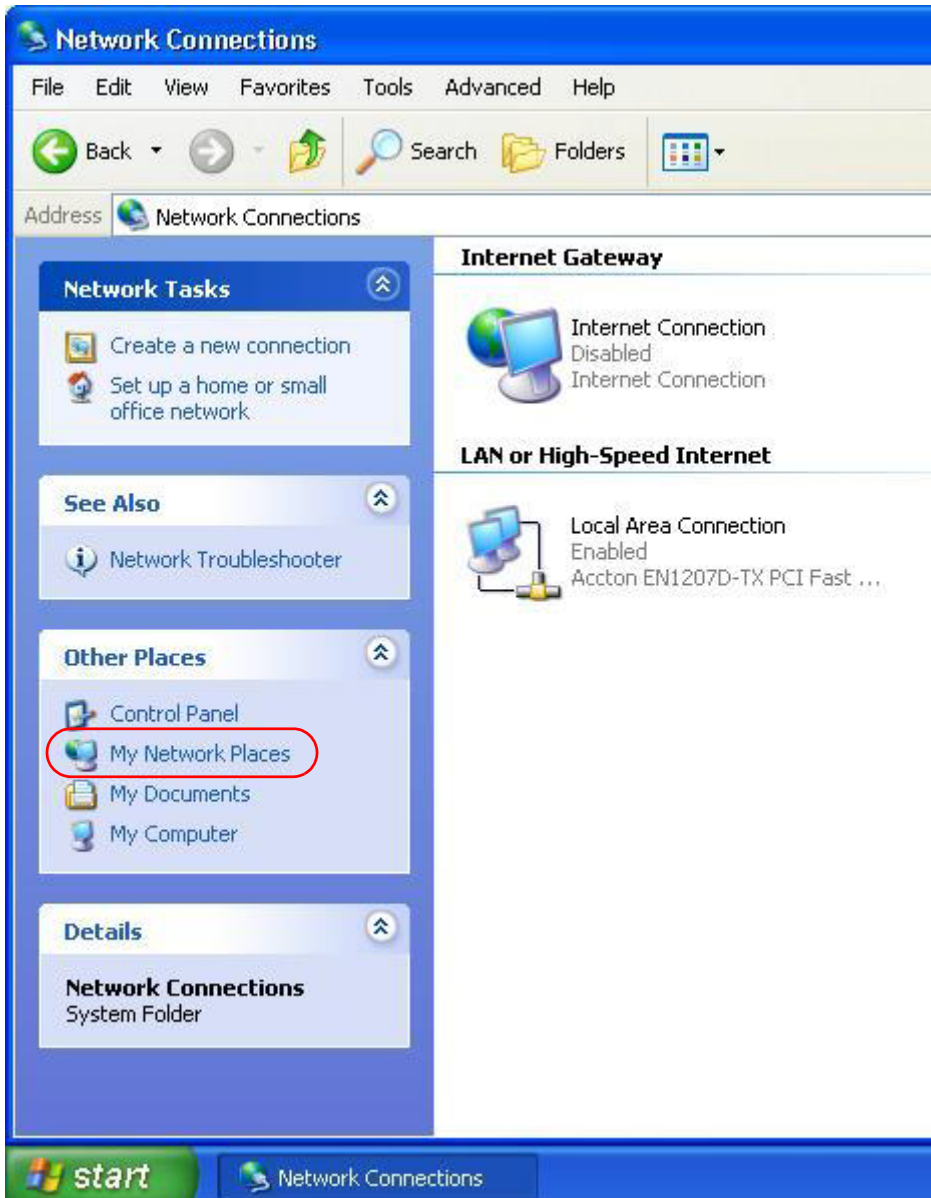 Network Connections
File Edit View Favorites Tools Advanced Help
Back Search Folders
Address Network Connections
Network Tasks
Create a new connection
Set up a home or small
office network
See Also
Network Troubleshooter
Other Places
Control Panel
My Network Places
My Documents
My Computer
Details
Network Connections
System Folder
Internet Gateway
Internet Connection
Disabled
Internet Connection
LAN or High-Speed Internet
Local Area Connection
Enabled
Accton EN1207D-TX PCI Fast ...
start Network Connections